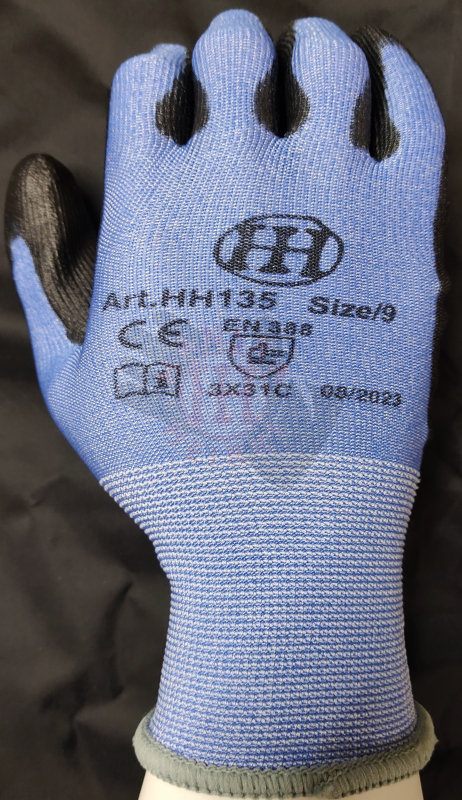 HH
Art.HH135 Size/9
CE EN 388
3X31C 08/2023